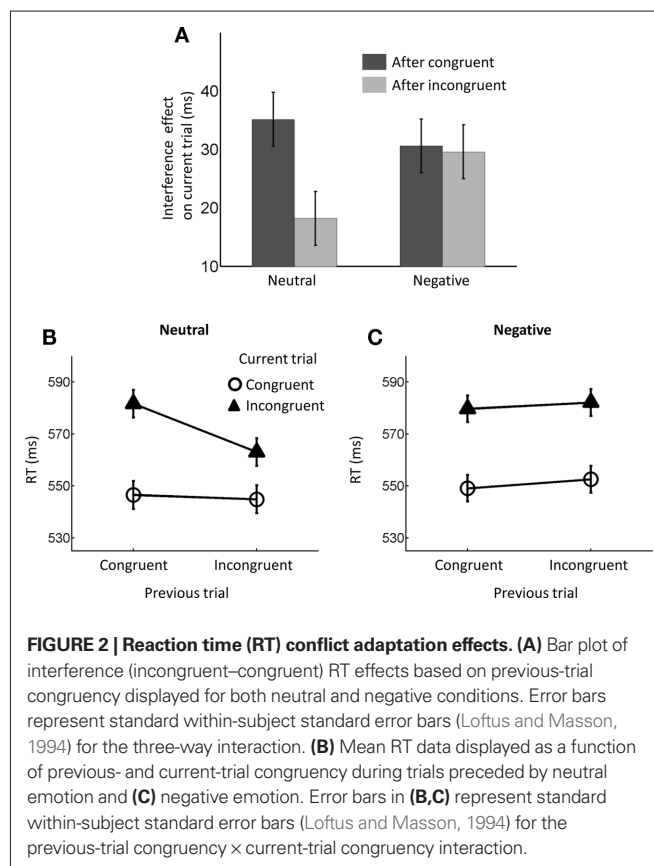 A
After congruent
After incongruent
Interference effect
on current trial (ms)
40
30
20
10
Neutral
Negative
B
Neutral
Current trial
Congruent
Incongruent
590
570
550
530
RT (ms)
Congruent
Incongruent
Previous trial
C
Negative
590
570
550
530
RT (ms)
Congruent
Incongruent
Previous trial
FIGURE 2 | Reaction time (RT) conflict adaptation effects. (A) Bar plot of
interference (incongruent–congruent) RT effects based on previous-trial
congruency displayed for both neutral and negative conditions. Error bars
represent standard within-subject standard error bars (Loftus and Masson,
1994) for the three-way interaction. (B) Mean RT data displayed as a function
of previous- and current-trial congruency during trials preceded by neutral
emotion and (C) negative emotion. Error bars in (B,C) represent standard
within-subject standard error bars (Loftus and Masson, 1994) for the
previous-trial congruency × current-trial congruency interaction.